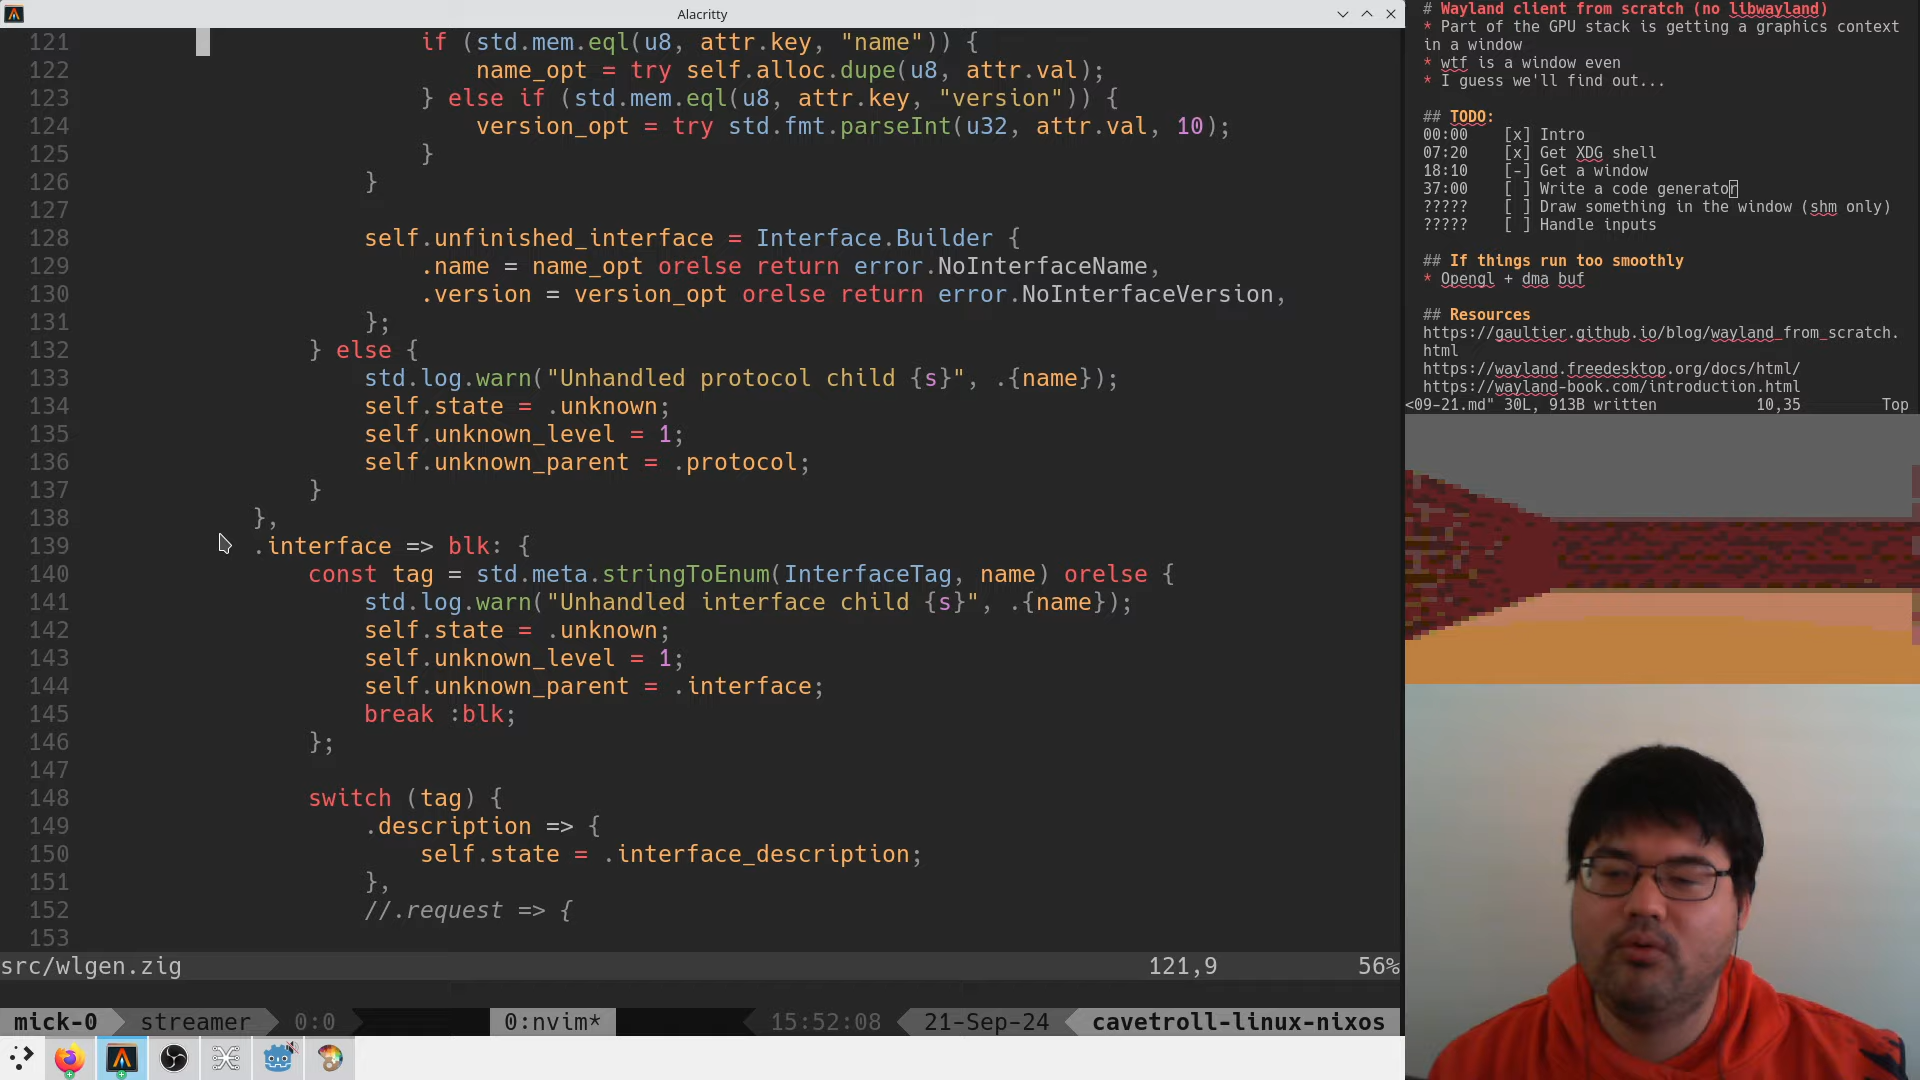 Alacritty
121 if (std.mem.eql(u8, attr.key, "name")) {
122 name_opt = try self.alloc.dupe(u8, attr.val);
123 } else if (std.mem.eql(u8, attr.key, "version")) {
124 version_opt = try std.fmt.parseInt(u32, attr.val, 10);
125 }
126 }
127
128 self.unfinished_interface = Interface.Builder {
129 .name = name_opt orelse return error.NoInterfaceName,
130 .version = version_opt orelse return error.NoInterfaceVersion,
131 };
132 } else {
133 std.log.warn("Unhandled protocol child {s}", .{name});
134 self.state = .unknown;
135 self.unknown_level = 1;
136 self.unknown_parent = .protocol;
137 }
138 },
139 .interface => blk: {
140 const tag = std.meta.stringToEnum(InterfaceTag, name) orelse {
141 std.log.warn("Unhandled interface child {s}", .{name});
142 self.state = .unknown;
143 self.unknown_level = 1;
144 self.unknown_parent = .interface;
145 break :blk;
146 };
147
148 switch (tag) {
149 .description => {
150 self.state = .interface_description;
151 },
152 //.request => {
153
src/wlgen.zig 121,9 56%
mick-0 streamer 0:0 0:nvim* 15:52:08 21-Sep-24 cavetroll-linux-nixos
# Wayland client from scratch (no libwayland)
* Part of the GPU stack is getting a graphics context
in a window
* wtf is a window even
* I guess we'll find out...
## TODO:
00:00 [x] Intro
07:20 [x] Get XDG shell
18:10 [-] Get a window
37:00 [ ] Write a code generator
????? [ ] Draw something in the window (shm only)
????? [ ] Handle inputs
## If things run too smoothly
* Opengl + dma buf
## Resources
https://gaultier.github.io/blog/wayland_from_scratch.
html
https://wayland.freedesktop.org/docs/html/
https://wayland-book.com/introduction.html
<09-21.md" 30L, 913B written 10,35 Top